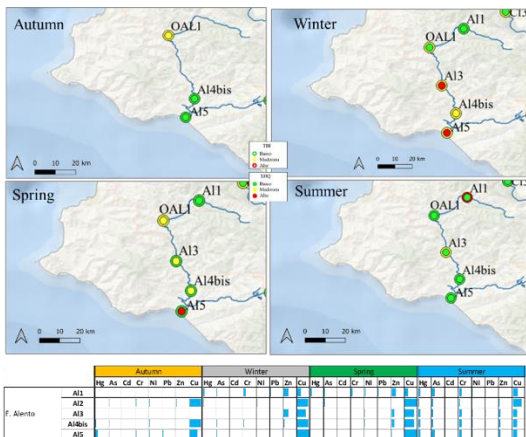 Autumn
OAL1
Al4bis
Al5
0 10 20 km
Winter
Al1
OAL1
Al3
Al4bis
Al5
0 10 20 km
Basso
Moderato
Alto
SHQ
Basso
Moderato
Alto
Spring
Al1
OAL1
Al3
Al4bis
Al5
0 10 20 km
Summer
Al1
OAL1
Al3
Al4bis
Al5
0 10 20 km
Autumn Winter Spring Summer
Hg As Cd Cr Ni Pb Zn Cu Hg As Cd Cr Ni Pb Zn Cu Hg As Cd Cr Ni Pb Zn Cu Hg As Cd Cr Ni Pb Zn Cu
F. Alento
Al1
Al2
Al3
Al4bis
Al5